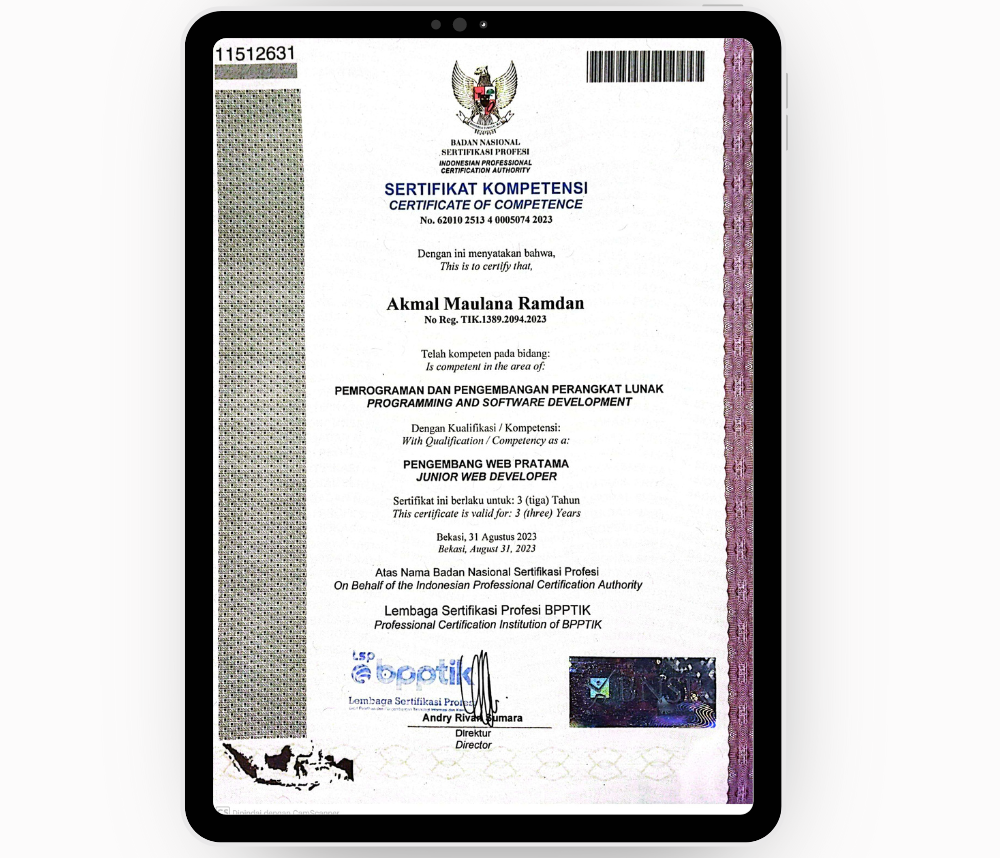 11512631
BADAN NASIONAL
SERTIFIKASI PROFESI
INDONESIAN PROFESSIONAL
CERTIFICATION AUTHORITY
SERTIFIKAT KOMPETENSI
CERTIFICATE OF COMPETENCE
No. 62010 2513 4 0005074 2023
Dengan ini menyatakan bahwa,
This is to certify that,
Akmal Maulana Ramdan
No Reg. TIK.1389.2094.2023
Telah kompeten pada bidang:
Is competent in the area of:
PEMROGRAMAN DAN PENGEMBANGAN PERANGKAT LUNAK
PROGRAMMING AND SOFTWARE DEVELOPMENT
Dengan Kualifikasi / Kompetensi:
With Qualification / Competency as a:
PENGEMBANG WEB PRATAMA
JUNIOR WEB DEVELOPER
Sertifikat ini berlaku untuk: 3 (tiga) Tahun
This certificate is valid for: 3 (three) Years
Bekasi, 31 Agustus 2023
Bekasi, August 31, 2023
Atas Nama Badan Nasional Sertifikasi Profesi
On Behalf of the Indonesian Professional Certification Authority
Lembaga Sertifikasi Profesi BPPTIK
Professional Certification Institution of BPPTIK
LSP
bpptik
Lembaga Sertifikasi Profesi
Andry Rivan Sumara
Direktur
Director
CS Dipindai dengan CamScanner